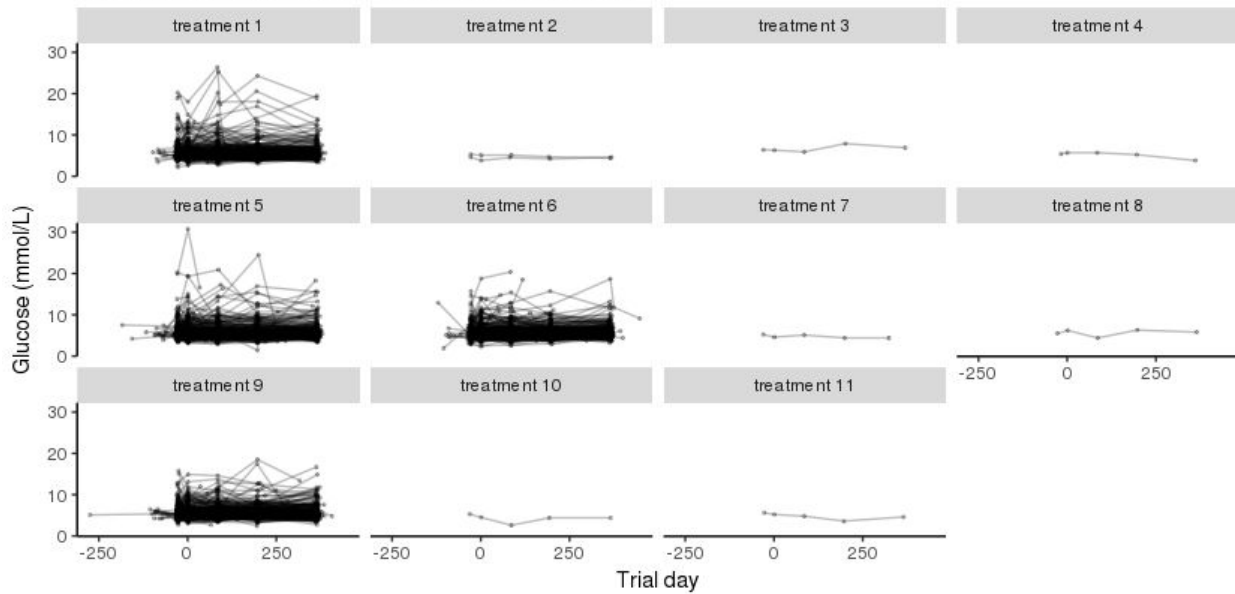 treatment 1 treatment 2 treatment 3 treatment 4
30
20
10
0
treatment 5 treatment 6 treatment 7 treatment 8
30
20
10
0
-250 0 250
treatment 9 treatment 10 treatment 11
30
20
10
0
-250 0 250 -250 0 250 -250 0 250
Glucose (mmol/L)
Trial day